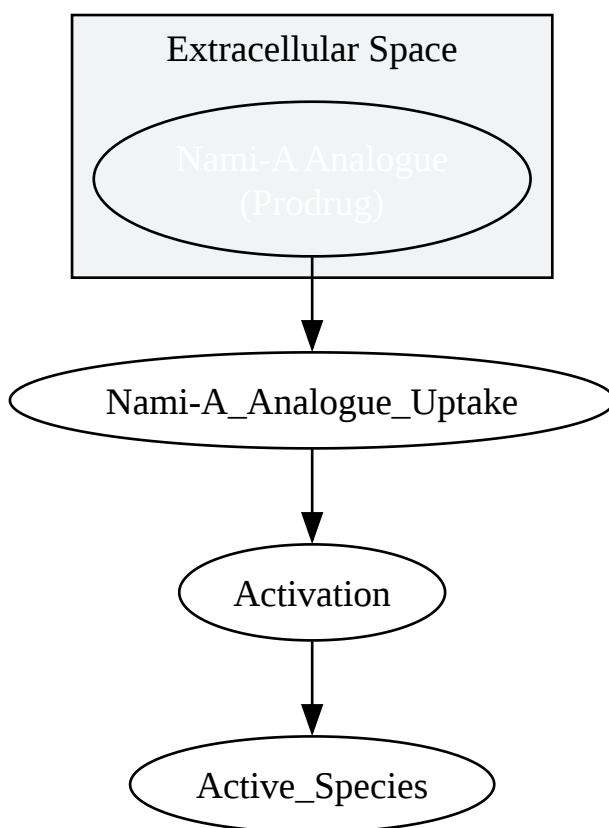 Extracellular Space
Nami-A Analogue
(Prodrug)
Nami-A_Analogue_Uptake
Activation
Active_Species